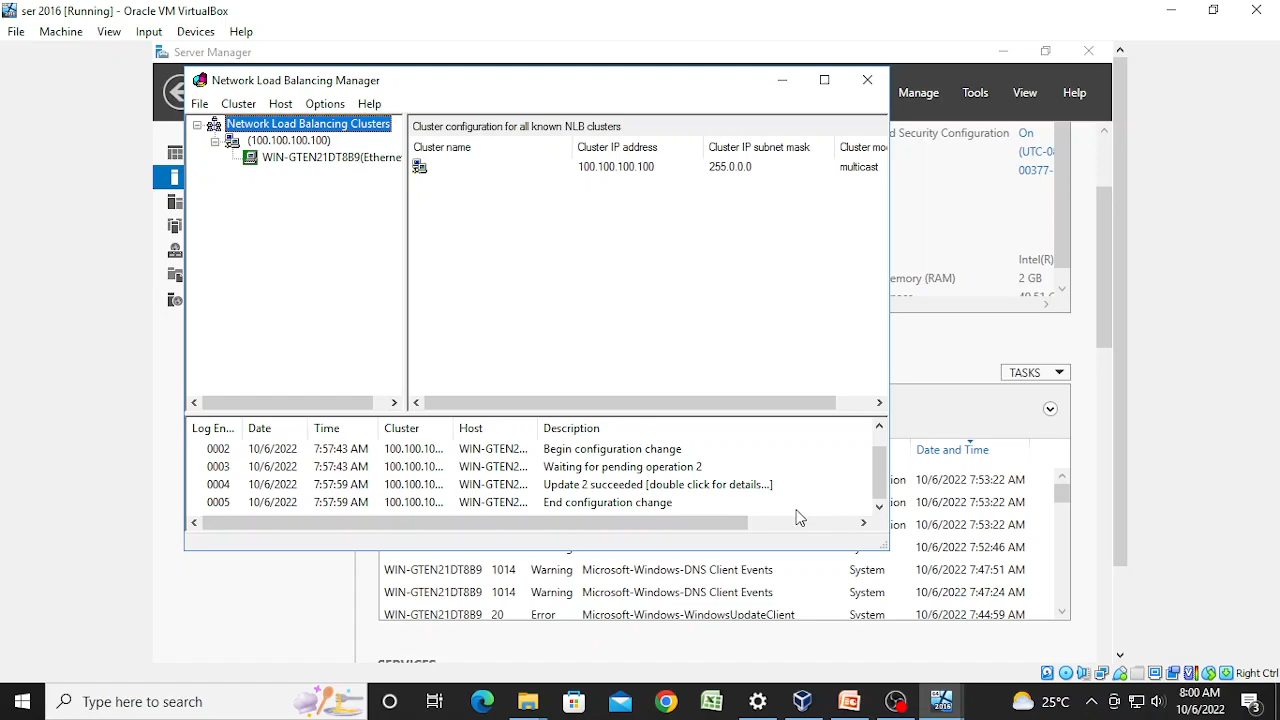 ser 2016 [Running] - Oracle VM VirtualBox
File Machine View Input Devices Help
Server Manager
Network Load Balancing Manager
Manage Tools View Help
File Cluster Host Options Help
Network Load Balancing Clusters
(100.100.100.100)
WIN-GTEN21DT8B9(Etherne
Cluster configuration for all known NLB clusters
Cluster name Cluster IP address Cluster IP subnet mask Cluster mo
100.100.100.100 255.0.0.0 multicast
d Security Configuration On
(UTC-08
00377-
Intel(R)
emory (RAM) 2 GB
TASKS
Log En... Date Time Cluster Host Description
0002 10/6/2022 7:57:43 AM 100.100.10... WIN-GTEN2... Begin configuration change
0003 10/6/2022 7:57:43 AM 100.100.10... WIN-GTEN2... Waiting for pending operation 2
0004 10/6/2022 7:57:59 AM 100.100.10... WIN-GTEN2... Update 2 succeeded [double click for details...]
0005 10/6/2022 7:57:59 AM 100.100.10... WIN-GTEN2... End configuration change
Date and Time
ion 10/6/2022 7:53:22 AM
ion 10/6/2022 7:53:22 AM
ion 10/6/2022 7:53:22 AM
10/6/2022 7:52:46 AM
WIN-GTEN21DT8B9 1014 Warning Microsoft-Windows-DNS Client Events System 10/6/2022 7:47:51 AM
WIN-GTEN21DT8B9 1014 Warning Microsoft-Windows-DNS Client Events System 10/6/2022 7:47:24 AM
WIN-GTEN21DT8B9 20 Error Microsoft-Windows-WindowsUpdateClient System 10/6/2022 7:44:59 AM
SERVICES
Right Ctrl
Type here to search
25°C
8:00 AM
10/6/2022